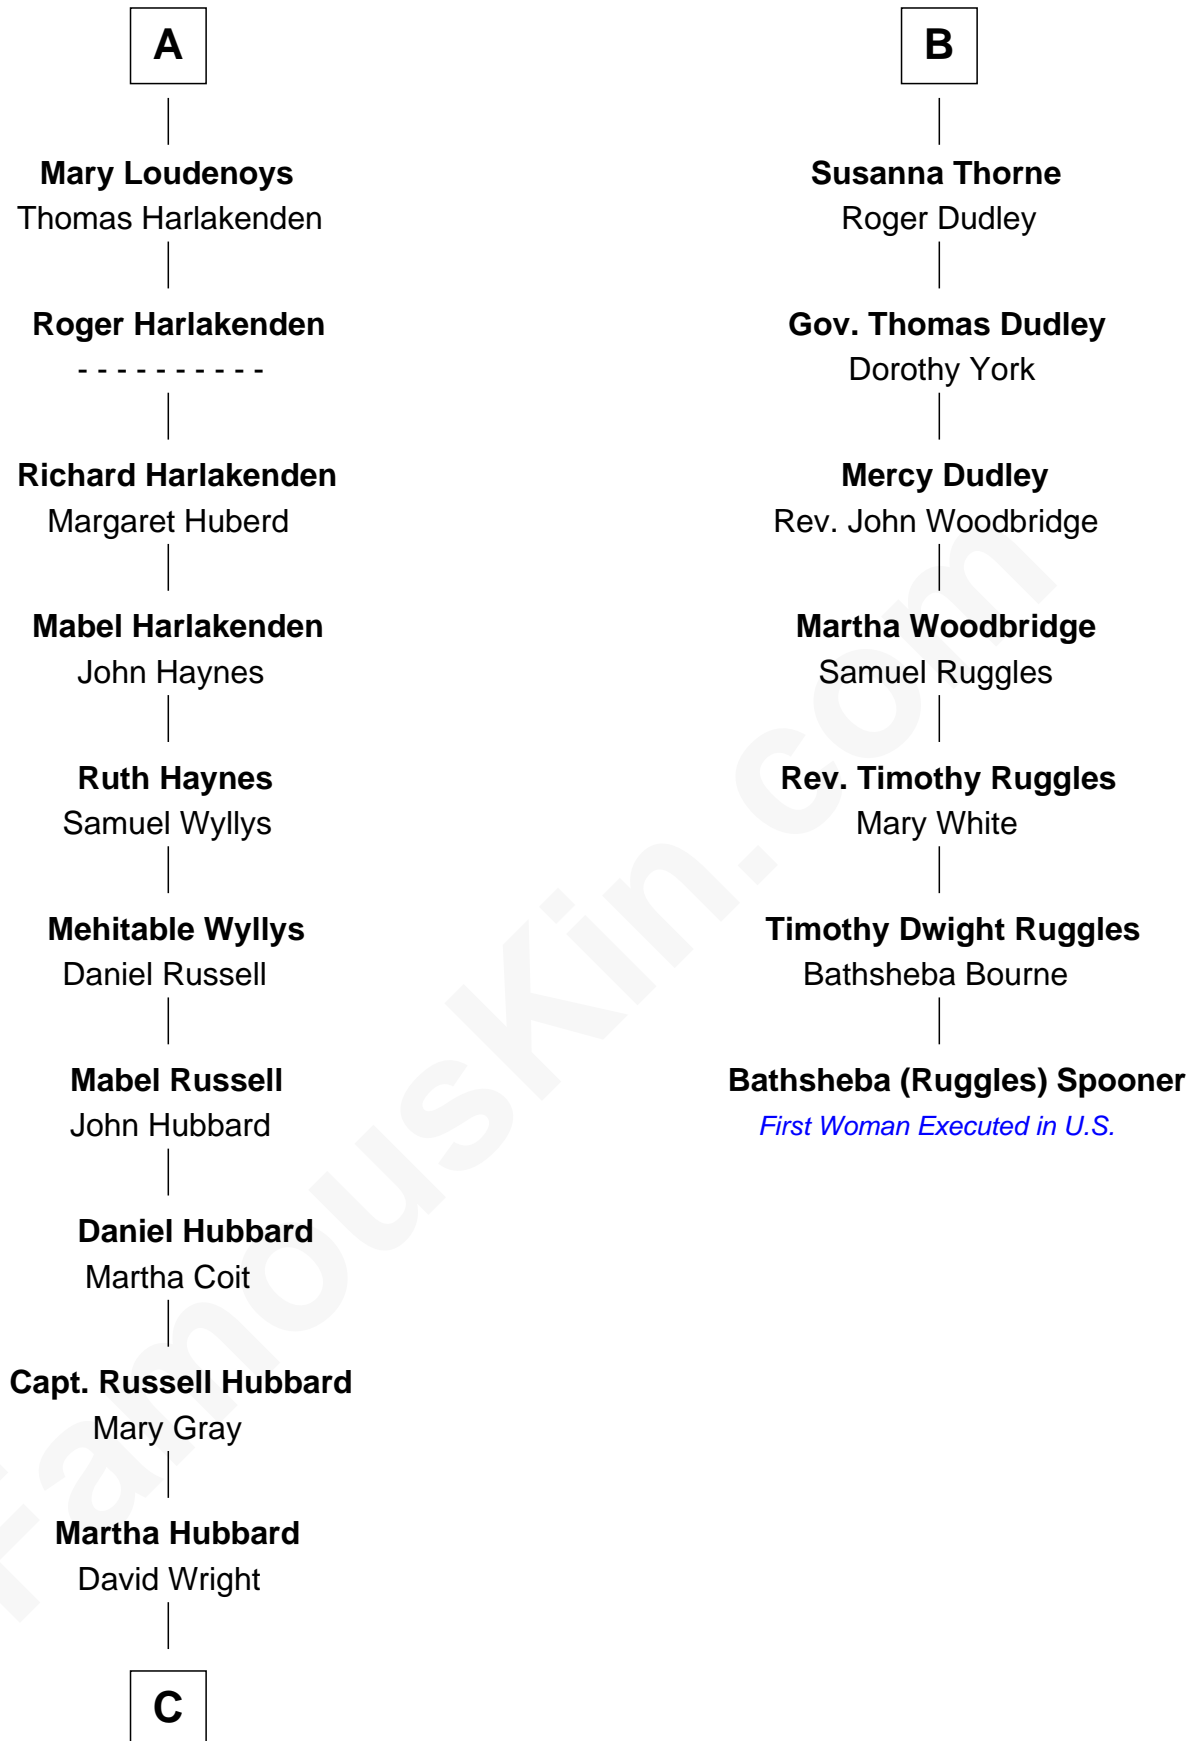 A
Mary Loudenoys
Thomas Harlakenden
Roger Harlakenden
- - - - - - - - - -
Richard Harlakenden
Margaret Huberd
Mabel Harlakenden
John Haynes
Ruth Haynes
Samuel Wyllys
Mehitable Wyllys
Daniel Russell
Mabel Russell
John Hubbard
Daniel Hubbard
Martha Coit
Capt. Russell Hubbard
Mary Gray
Martha Hubbard
David Wright
C
B
Susanna Thorne
Roger Dudley
Gov. Thomas Dudley
Dorothy York
Mercy Dudley
Rev. John Woodbridge
Martha Woodbridge
Samuel Ruggles
Rev. Timothy Ruggles
Mary White
Timothy Dwight Ruggles
Bathsheba Bourne
Bathsheba (Ruggles) Spooner
First Woman Executed in U.S.
FamousKin.com